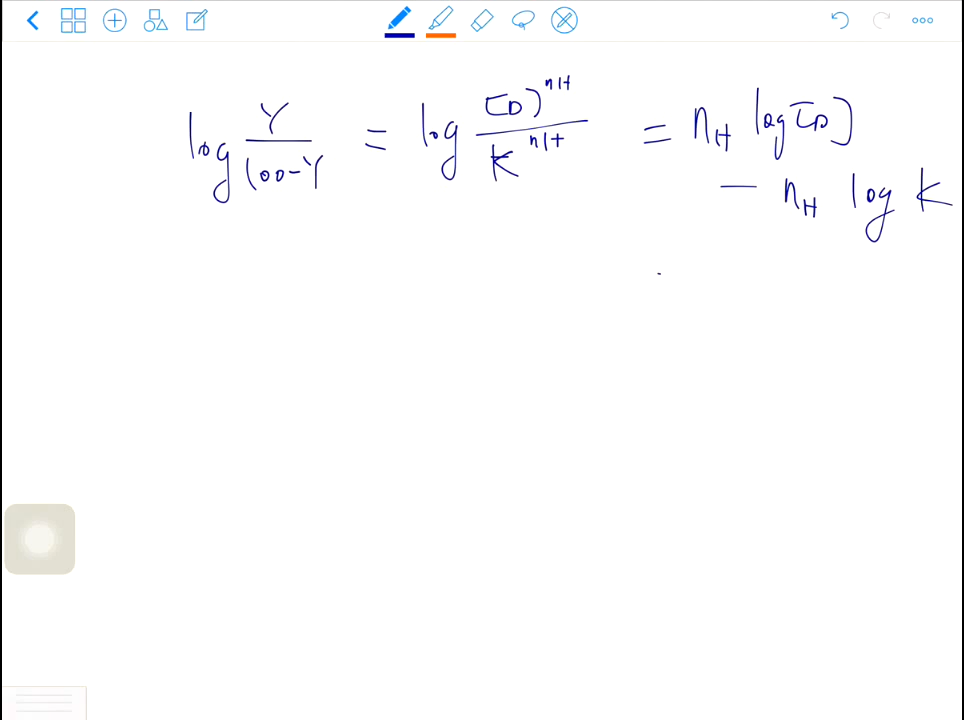 log Y/(100-Y) = log [D]^nH / K^nH = nH log [D]
— nH log K